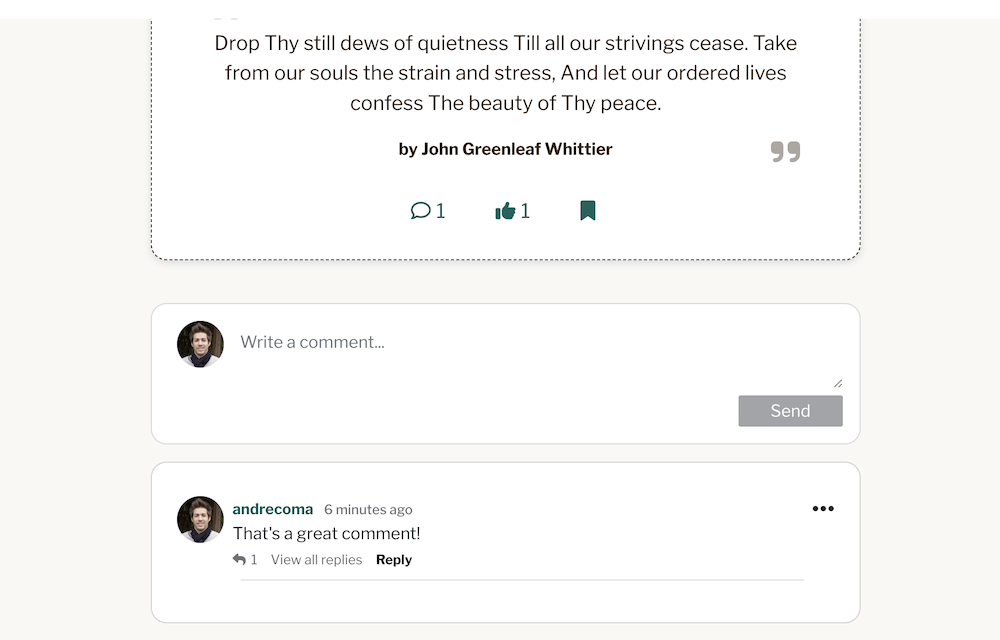 Drop Thy still dews of quietness Till all our strivings cease. Take
from our souls the strain and stress, And let our ordered lives
confess The beauty of Thy peace.
by John Greenleaf Whittier
1 1
Write a comment...
Send
andrecoma 6 minutes ago
That's a great comment!
1 View all replies Reply